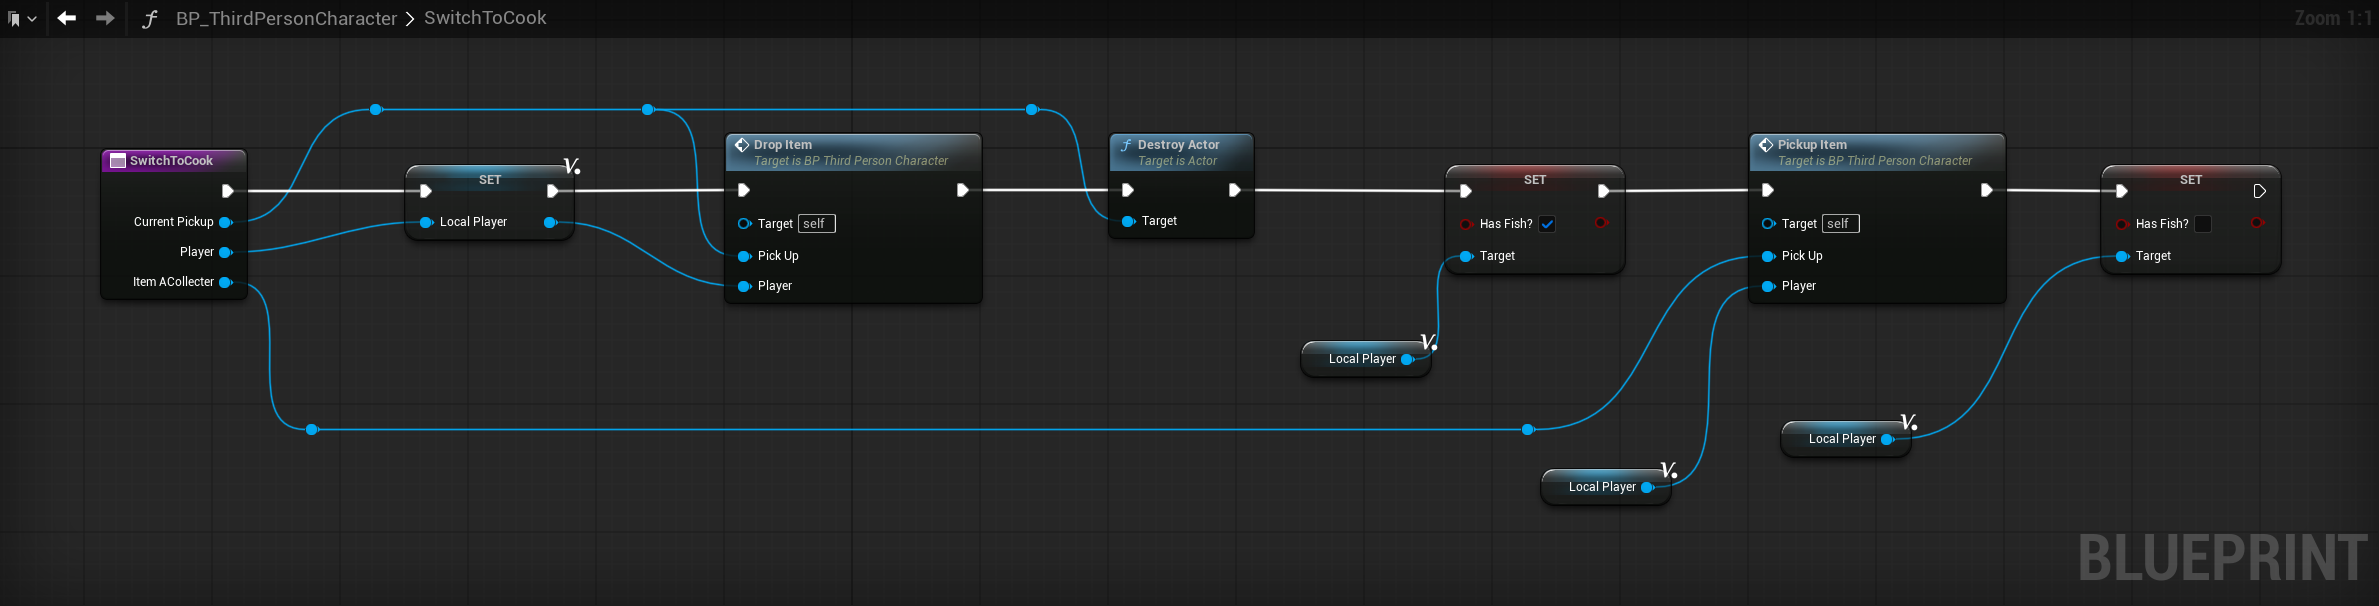 BP_ThirdPersonCharacter > SwitchToCook
Zoom 1:1
SwitchToCook
Current Pickup
Player
Item ACollecter
SET
Local Player
Drop Item
Target is BP Third Person Character
Target self
Pick Up
Player
Destroy Actor
Target is Actor
Target
SET
Has Fish?
Target
Local Player
Pickup Item
Target is BP Third Person Character
Target self
Pick Up
Player
Local Player
SET
Has Fish?
Target
Local Player
BLUEPRINT